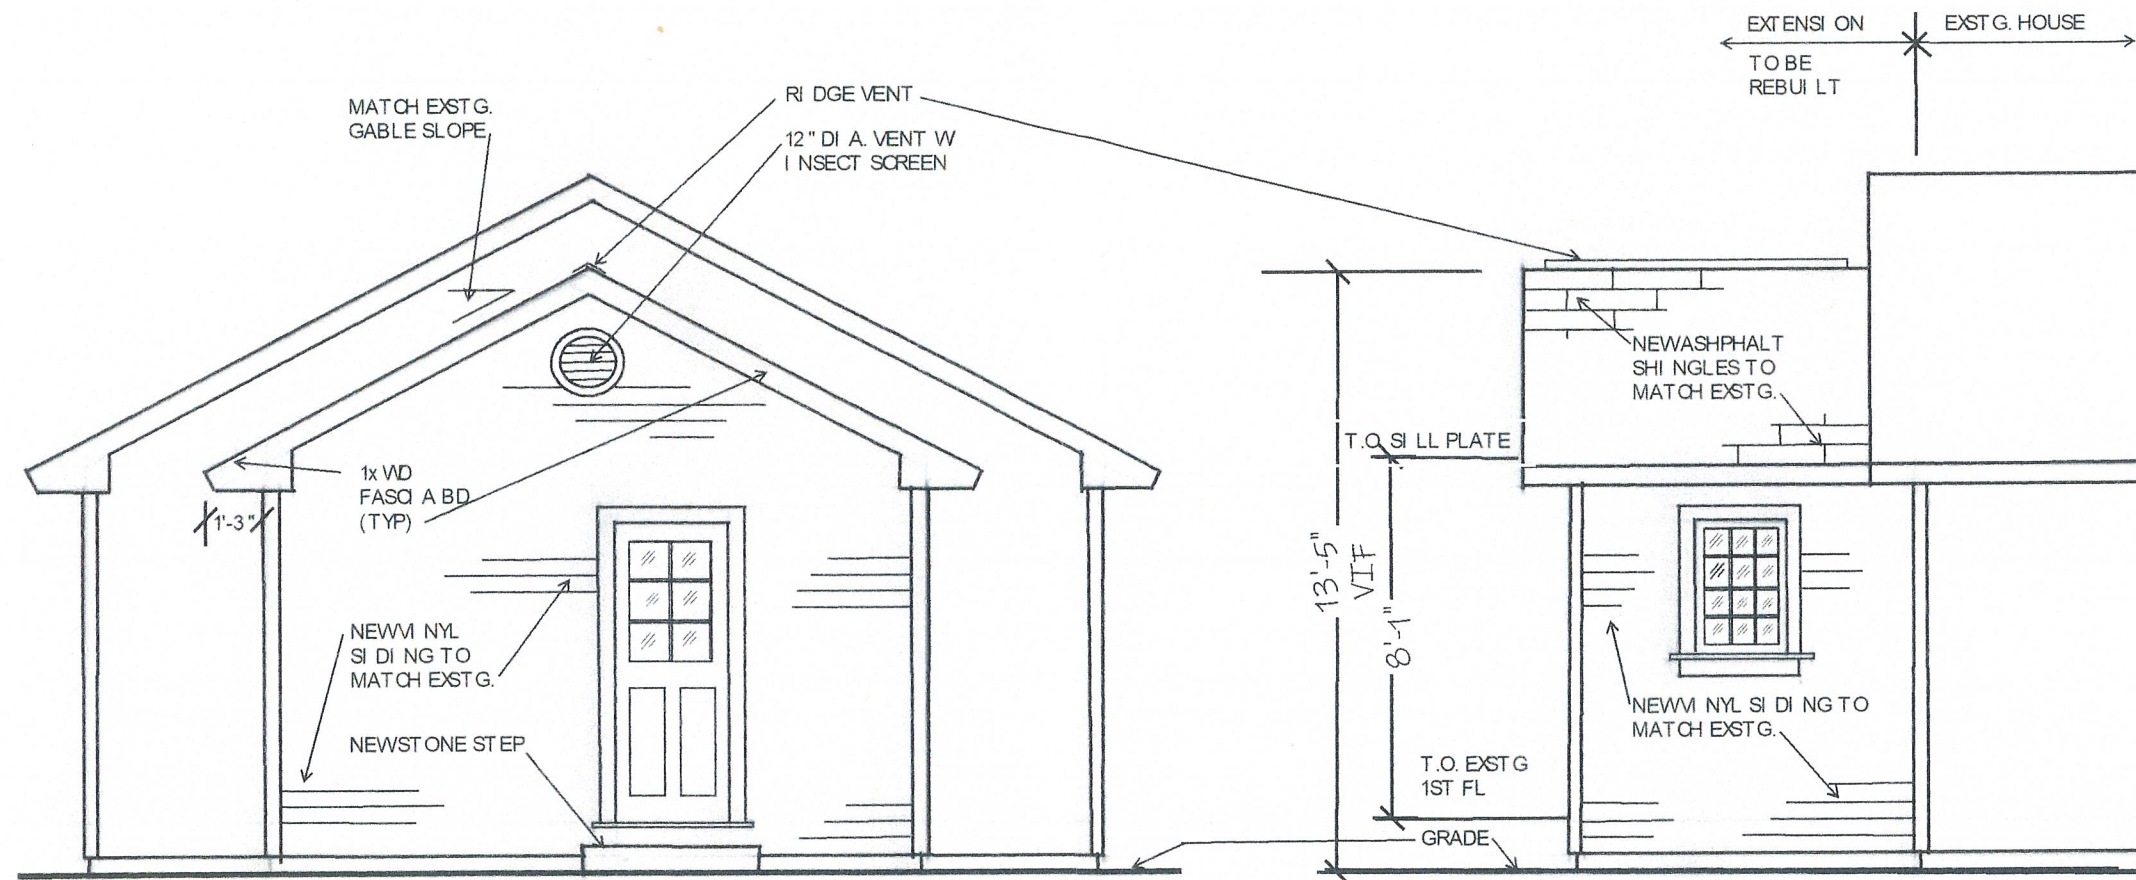 EXTENSION
EXSTG. HOUSE
TO BE
REBUILT
MATCH EXSTG.
GABLE SLOPE
RIDGE VENT
12" DIA. VENT W
INSECT SCREEN
NEW ASHPHALT
SHINGLES TO
MATCH EXSTG.
T.O SILL PLATE
1x WD
FASCIA BD
(TYP)
1'-3"
13'-5"
VIF
8'-1"
NEW VINYL
SIDING TO
MATCH EXSTG.
NEW VINYL SIDING TO
MATCH EXSTG.
NEW STONE STEP
T.O. EXSTG
1ST FL
GRADE